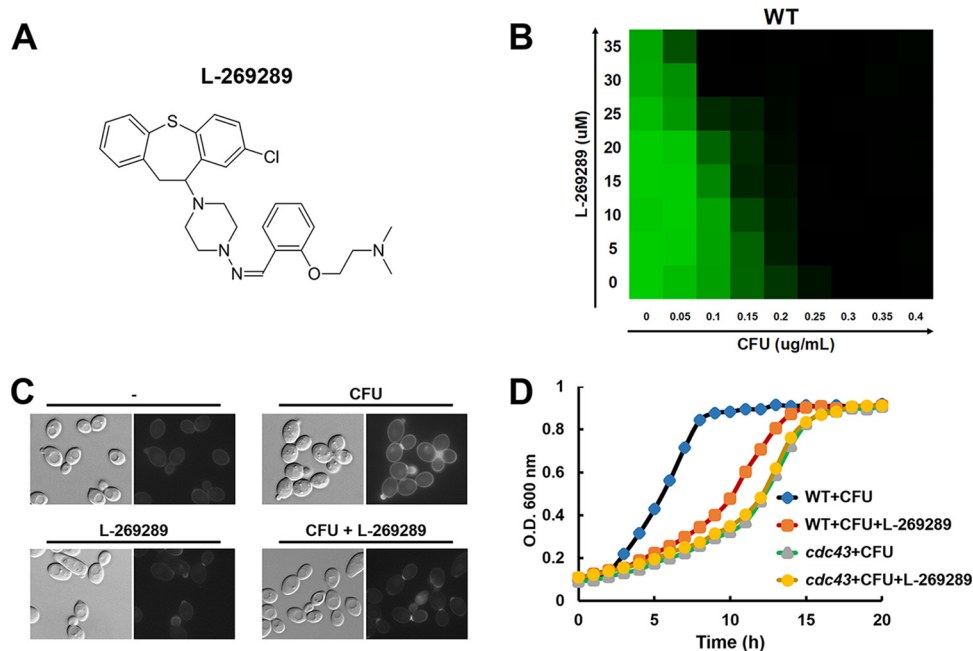 A
L-269289
S
Cl
N
N
N
O
N
B
WT
L-269289 (uM)
35
30
25
20
15
10
5
0
0 0.05 0.1 0.15 0.2 0.25 0.3 0.35 0.4
CFU (ug/mL)
C
-
CFU
L-269289
CFU + L-269289
D
O.D. 600 nm
1
0.8
0.6
0.4
0.2
0
0 5 10 15 20
Time (h)
WT+CFU
WT+CFU+L-269289
cdc43+CFU
cdc43+CFU+L-269289